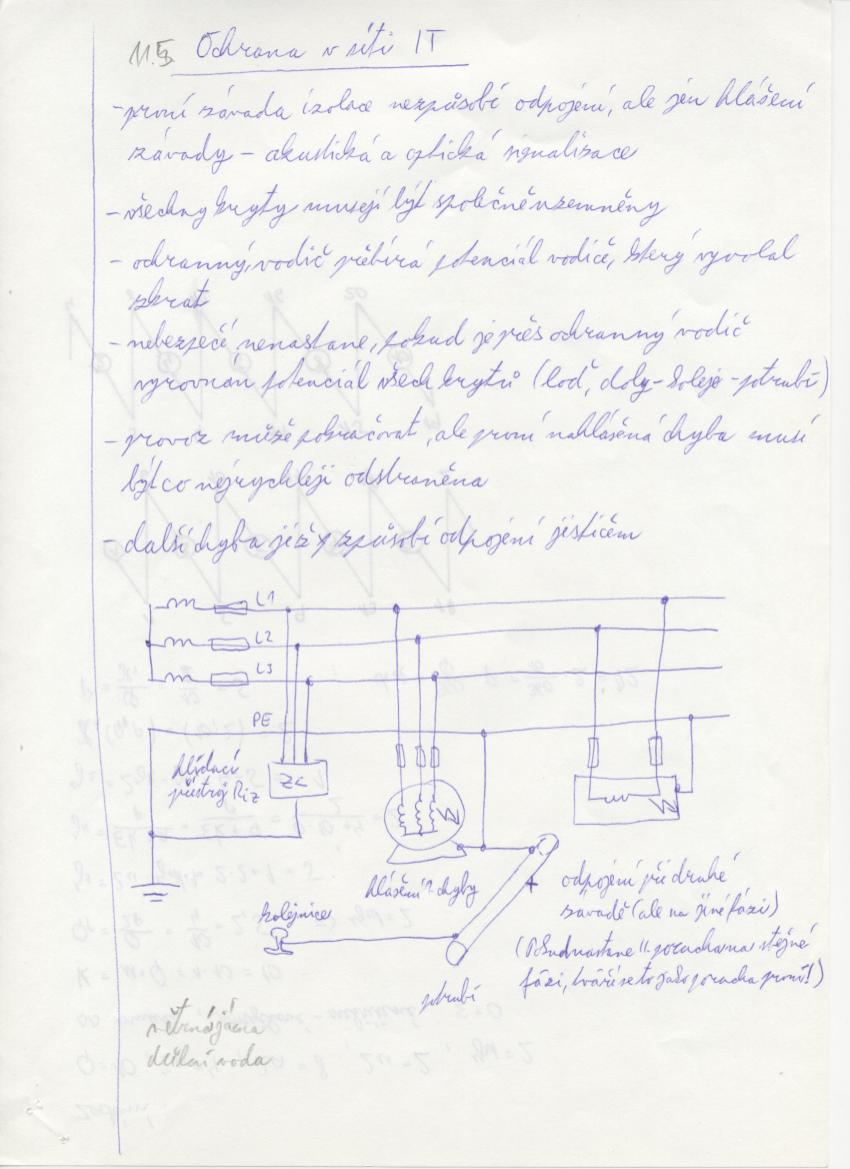 11.5 Ochrana v síti IT
- první závada izolace nezpůsobí odpojení, ale jen hlášení
závady - akustická a optická signalizace
- všechny kryty musejí být společně uzemněny
- ochranný vodič přebírá potenciál vodiče, který vyvolal
zkrat
- nebezpečí nenastane, pokud je přes ochranný vodič
vyrovnán potenciál všech krytů (loď, doly - koleje - potrubí)
- provoz může pokračovat, ale první nahlášená chyba musí
být co nejrychleji odstraněna
- další chyba již způsobí odpojení jističem
L1
L2
L3
PE
hlídací
přístroj Riz
Z<
hlášení chyby
kolejnice
potrubí
odpojení při druhé
závadě (ale na jiné fázi)
(Pokud nastane II. porucha na stejné
fázi, tváří se to jako porucha první!)
větrná jáma
důlní voda